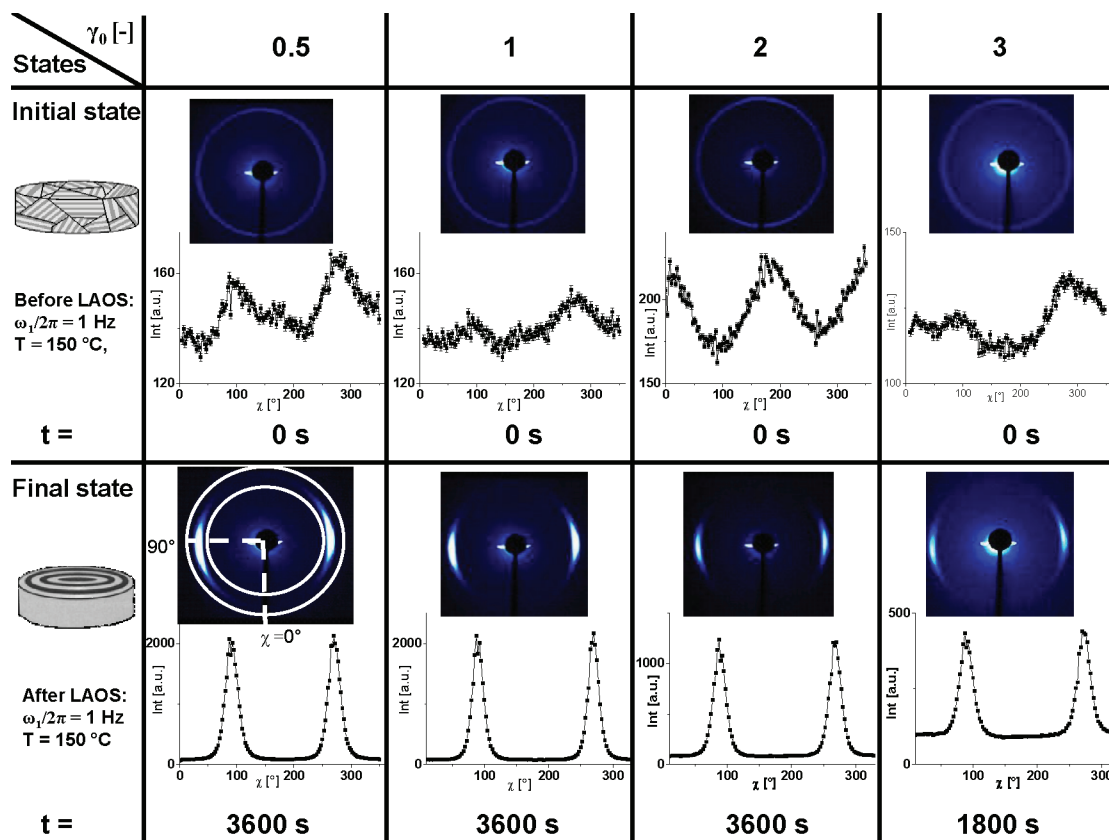 γ₀ [-]
States
0.5
1
2
3
Initial state
Before LAOS:
ω₁/2π = 1 Hz
T = 150 °C,
Int [a.u.]
160
120
0
100
200
300
χ [°]
Int [a.u.]
160
120
0
100
200
300
χ [°]
Int [a.u.]
200
150
0
100
200
300
χ [°]
Int [a.u.]
150
100
0
100
200
300
χ [°]
t =
0 s
0 s
0 s
0 s
Final state
90°
χ =0°
After LAOS:
ω₁/2π = 1 Hz
T = 150 °C
Int [a.u.]
2000
0
0
100
200
300
χ [°]
Int [a.u.]
2000
0
100
200
300
χ [°]
Int [a.u.]
1000
0
100
200
300
χ [°]
Int [a.u.]
500
0
100
200
300
χ [°]
t =
3600 s
3600 s
3600 s
1800 s